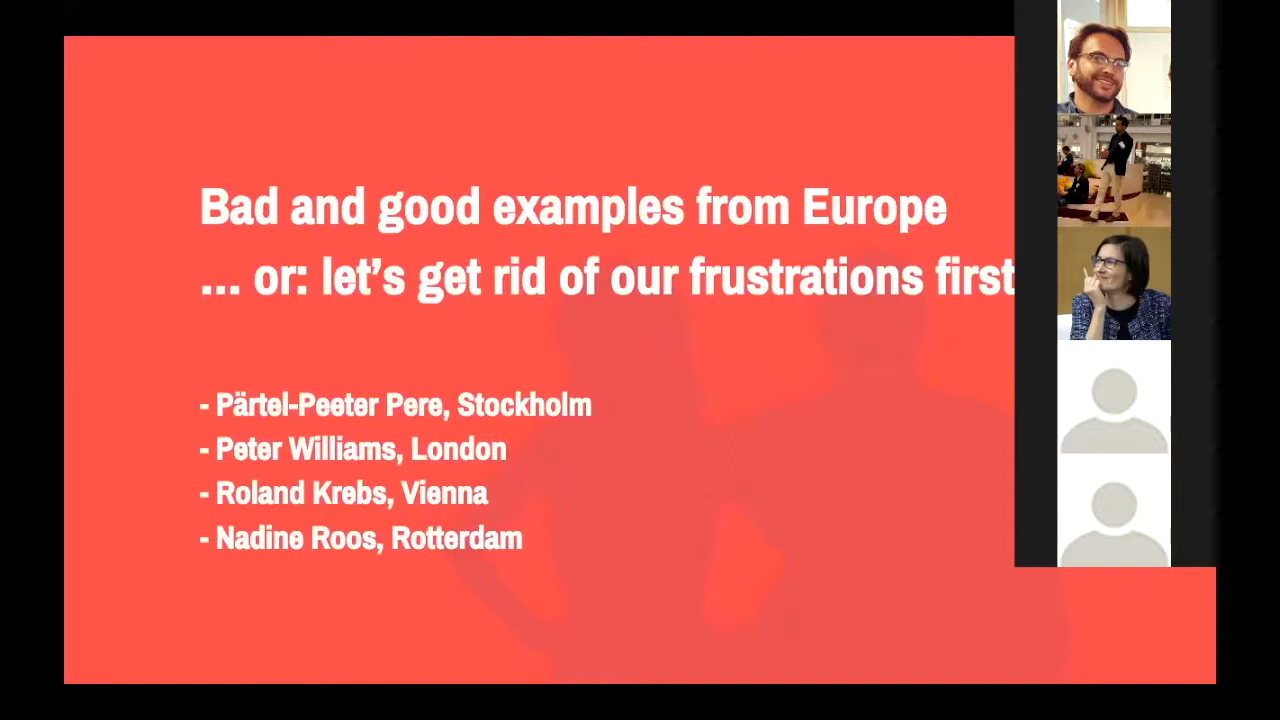 Bad and good examples from Europe
... or: let’s get rid of our frustrations first
- Pärtel-Peeter Pere, Stockholm
- Peter Williams, London
- Roland Krebs, Vienna
- Nadine Roos, Rotterdam